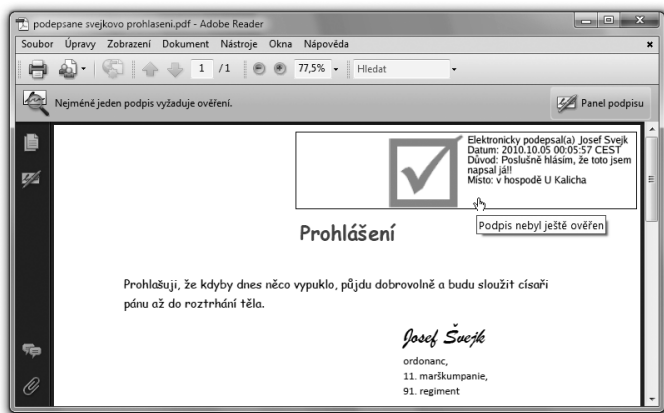 podepsane svejkovo prohlaseni.pdf - Adobe Reader
Soubor Úpravy Zobrazení Dokument Nástroje Okna Nápověda
1 / 1 77,5% Hledat
Nejméně jeden podpis vyžaduje ověření.
Panel podpisu
Elektronicky podepsal(a) Josef Svejk
Datum: 2010.10.05 00:05:57 CEST
Důvod: Poslušně hlásím, že toto jsem
napsal já!!
Místo: v hospodě U Kalicha
Podpis nebyl ještě ověřen
Prohlášení
Prohlašuji, že kdyby dnes něco vypuklo, půjdu dobrovolně a budu sloužit císaři
pánu až do roztrhání těla.
Josef Švejk
ordonanc,
11. marškumpanie,
91. regiment